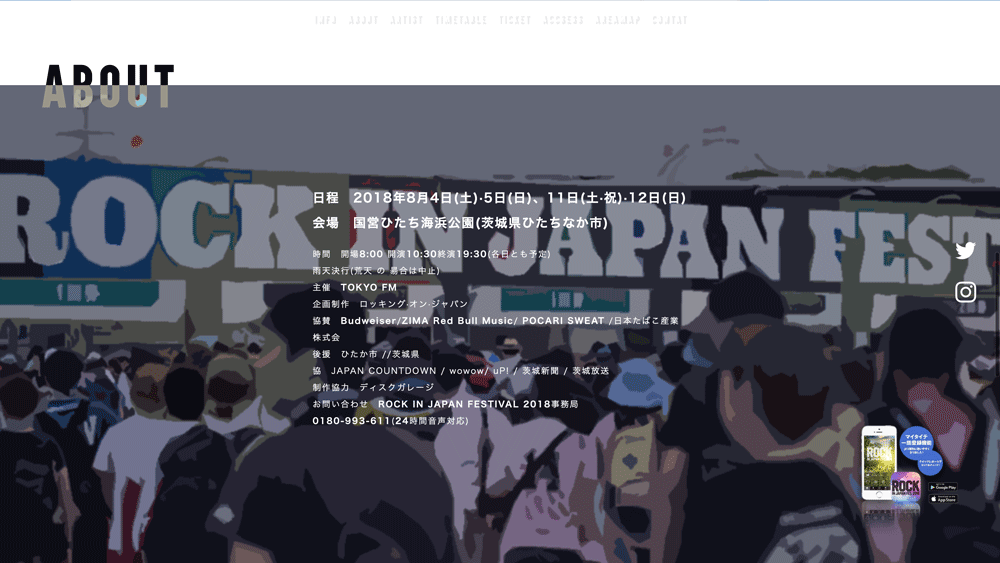 INFO ABOUT ARTIST TIMETABLE TICKET ACCSESS AREAMAP CONTAT
ABOUT
ROCK IN JAPAN FEST
日程 2018年8月4日(土)·5日(日)、11日(土·祝)·12日(日)
会場 国営ひたち海浜公園(茨城県ひたちなか市)
時間 開場8:00 開演10:30終演19:30(各日とも予定)
雨天決行(荒天 の 場合は中止)
主催 TOKYO FM
企画制作 ロッキング·オン·ジャパン
協賛 Budweiser/ZIMA Red Bull Music/ POCARI SWEAT /日本たばこ産業
株式会
後援 ひたか市 //茨城県
協 JAPAN COUNTDOWN / wowow/ uP! / 茨城新聞 / 茨城放送
制作協力 ディスクガレージ
お問い合わせ ROCK IN JAPAN FESTIVAL 2018事務局
0180-993-611(24時間音声対応)
マイタイテ
一斉登録機能
ROCK
ROCK
Google Play
App Store